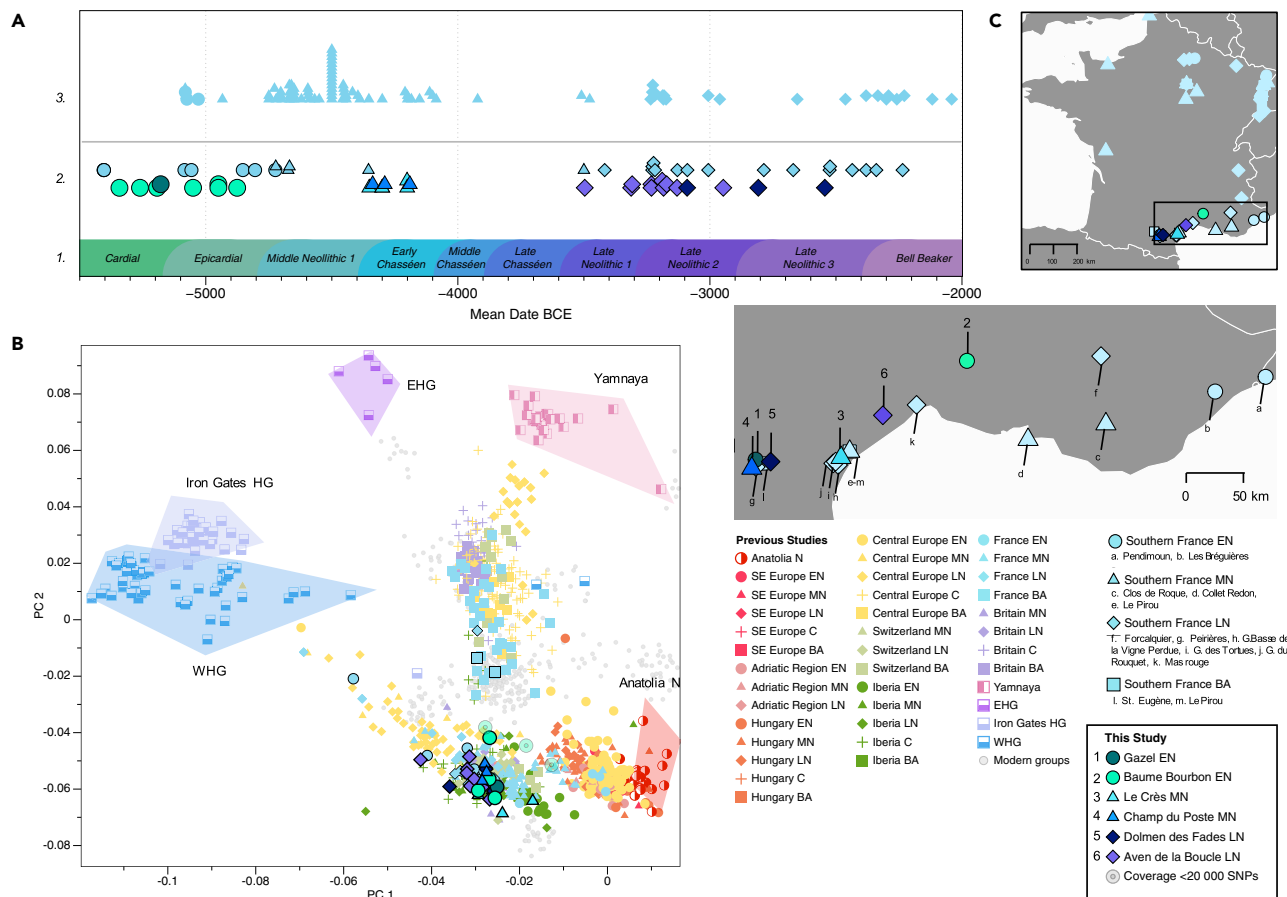 A
3.
2.
1.
Cardial
Epicardial
Middle Neollithic 1
Early
Chasséen
Middle
Chasséen
Late
Chasséen
Late
Neolithic 1
Late
Neolithic 2
Late
Neolithic 3
Bell Beaker
−5000
−4000
−3000
−2000
Mean Date BCE
C
0 100 200 km
B
EHG
Yamnaya
Iron Gates HG
WHG
Anatolia N
0.08
0.06
0.04
0.02
0
-0.02
-0.04
-0.06
-0.08
PC 2
-0.1
-0.08
-0.06
-0.04
-0.02
0
PC 1
2
6
3
5
1
4
k
f
a
b
c
d
e-m
j
i
h
g
l
0 50 km
Previous Studies
Anatolia N
SE Europe EN
SE Europe MN
SE Europe LN
SE Europe C
SE Europe BA
Adriatic Region EN
Adriatic Region MN
Adriatic Region LN
Hungary EN
Hungary MN
Hungary LN
Hungary C
Hungary BA
Central Europe EN
Central Europe MN
Central Europe LN
Central Europe C
Central Europe BA
Switzerland MN
Switzerland LN
Switzerland BA
Iberia EN
Iberia MN
Iberia LN
Iberia C
Iberia BA
France EN
France MN
France LN
France BA
Britain MN
Britain LN
Britain C
Britain BA
Yamnaya
EHG
Iron Gates HG
WHG
Modern groups
Southern France EN
a. Pendimoun, b. Les Bréguières
Southern France MN
c. Clos de Roque, d. Collet Redon,
e. Le Pirou
Southern France LN
f. Forcalquier, g. Peirières, h. G.Basse de
la Vigne Perdue, i. G. des Tortues, j. G. du
Rouquet, k. Mas rouge
Southern France BA
l. St. Eugène, m. Le Pirou
This Study
1 Gazel EN
2 Baume Bourbon EN
3 Le Crès MN
4 Champ du Poste MN
5 Dolmen des Fades LN
6 Aven de la Boucle LN
Coverage <20 000 SNPs